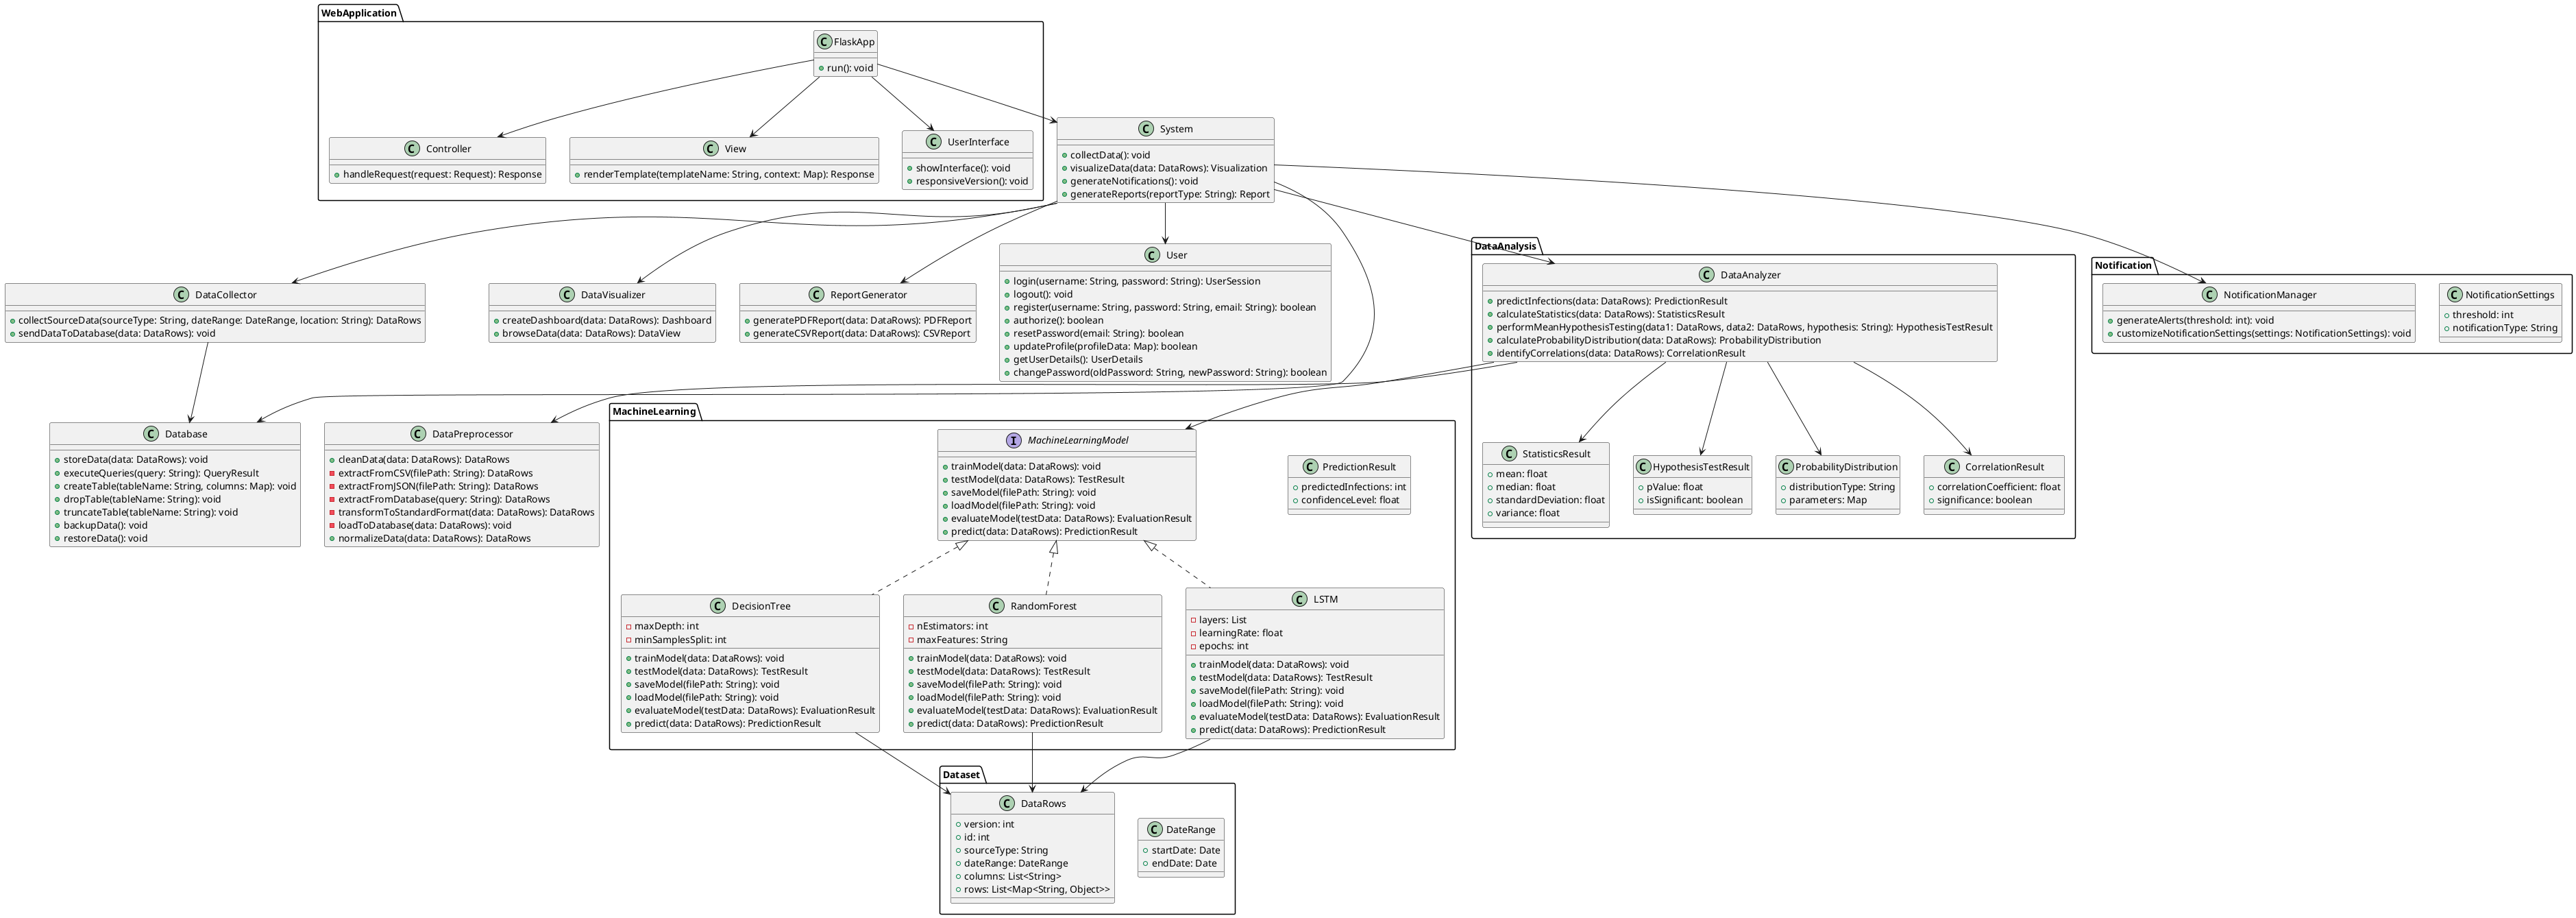 WebApplication
C FlaskApp
run(): void
C Controller
handleRequest(request: Request): Response
C View
renderTemplate(templateName: String, context: Map): Response
C UserInterface
showInterface(): void
responsiveVersion(): void
C System
collectData(): void
visualizeData(data: DataRows): Visualization
generateNotifications(): void
generateReports(reportType: String): Report
C DataCollector
collectSourceData(sourceType: String, dateRange: DateRange, location: String): DataRows
sendDataToDatabase(data: DataRows): void
C DataVisualizer
createDashboard(data: DataRows): Dashboard
browseData(data: DataRows): DataView
C ReportGenerator
generatePDFReport(data: DataRows): PDFReport
generateCSVReport(data: DataRows): CSVReport
C User
login(username: String, password: String): UserSession
logout(): void
register(username: String, password: String, email: String): boolean
authorize(): boolean
resetPassword(email: String): boolean
updateProfile(profileData: Map): boolean
getUserDetails(): UserDetails
changePassword(oldPassword: String, newPassword: String): boolean
DataAnalysis
C DataAnalyzer
predictInfections(data: DataRows): PredictionResult
calculateStatistics(data: DataRows): StatisticsResult
performMeanHypothesisTesting(data1: DataRows, data2: DataRows, hypothesis: String): HypothesisTestResult
calculateProbabilityDistribution(data: DataRows): ProbabilityDistribution
identifyCorrelations(data: DataRows): CorrelationResult
Notification
C NotificationManager
generateAlerts(threshold: int): void
customizeNotificationSettings(settings: NotificationSettings): void
C NotificationSettings
threshold: int
notificationType: String
C Database
storeData(data: DataRows): void
executeQueries(query: String): QueryResult
createTable(tableName: String, columns: Map): void
dropTable(tableName: String): void
truncateTable(tableName: String): void
backupData(): void
restoreData(): void
C DataPreprocessor
cleanData(data: DataRows): DataRows
extractFromCSV(filePath: String): DataRows
extractFromJSON(filePath: String): DataRows
extractFromDatabase(query: String): DataRows
transformToStandardFormat(data: DataRows): DataRows
loadToDatabase(data: DataRows): void
normalizeData(data: DataRows): DataRows
MachineLearning
I MachineLearningModel
trainModel(data: DataRows): void
testModel(data: DataRows): TestResult
saveModel(filePath: String): void
loadModel(filePath: String): void
evaluateModel(testData: DataRows): EvaluationResult
predict(data: DataRows): PredictionResult
C PredictionResult
predictedInfections: int
confidenceLevel: float
C StatisticsResult
mean: float
median: float
standardDeviation: float
variance: float
C HypothesisTestResult
pValue: float
isSignificant: boolean
C ProbabilityDistribution
distributionType: String
parameters: Map
C CorrelationResult
correlationCoefficient: float
significance: boolean
C DecisionTree
maxDepth: int
minSamplesSplit: int
trainModel(data: DataRows): void
testModel(data: DataRows): TestResult
saveModel(filePath: String): void
loadModel(filePath: String): void
evaluateModel(testData: DataRows): EvaluationResult
predict(data: DataRows): PredictionResult
C RandomForest
nEstimators: int
maxFeatures: String
trainModel(data: DataRows): void
testModel(data: DataRows): TestResult
saveModel(filePath: String): void
loadModel(filePath: String): void
evaluateModel(testData: DataRows): EvaluationResult
predict(data: DataRows): PredictionResult
C LSTM
layers: List
learningRate: float
epochs: int
trainModel(data: DataRows): void
testModel(data: DataRows): TestResult
saveModel(filePath: String): void
loadModel(filePath: String): void
evaluateModel(testData: DataRows): EvaluationResult
predict(data: DataRows): PredictionResult
Dataset
C DataRows
version: int
id: int
sourceType: String
dateRange: DateRange
columns: List<String>
rows: List<Map<String, Object>>
C DateRange
startDate: Date
endDate: Date